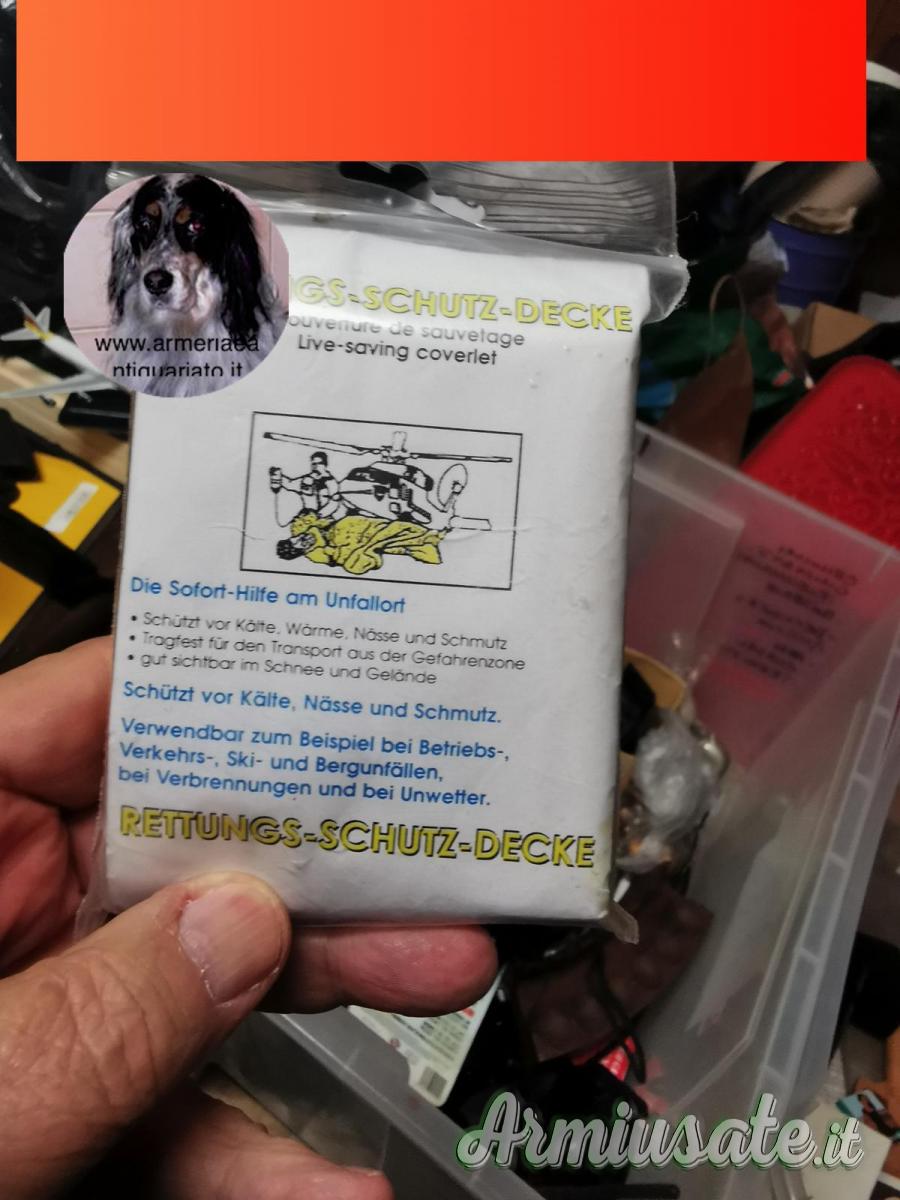 www.armeriaea
ntiquariato.it
GS-SCHUTZ-DECKE
ouverture de sauvetage
Live-saving coverlet
Die Sofort-Hilfe am Unfallort
• Schützt vor Kälte, Wärme, Nässe und Schmutz
• Tragfest für den Transport aus der Gefahrenzone
• gut sichtbar im Schnee und Gelände
Schützt vor Kälte, Nässe und Schmutz.
Verwendbar zum Beispiel bei Betriebs-,
Verkehrs-, Ski- und Bergunfällen,
bei Verbrennungen und bei Unwetter.
RETTUNGS-SCHUTZ-DECKE
Armiusate.it